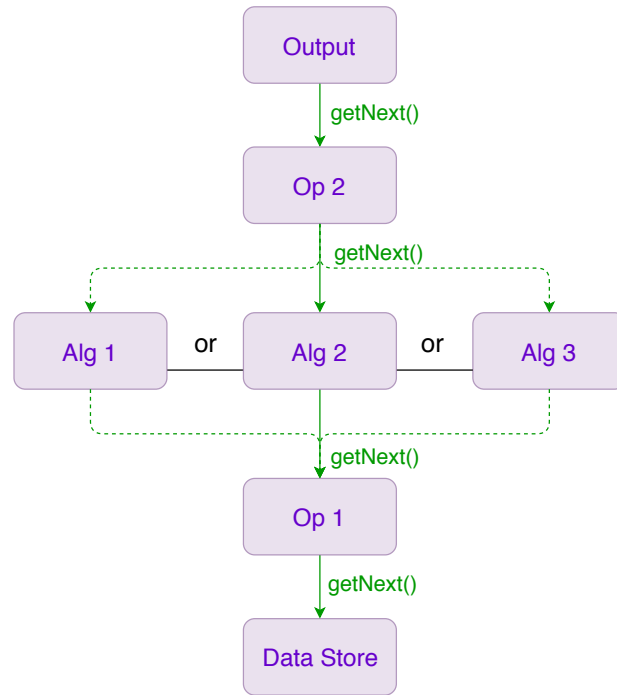 Output
getNext()
Op 2
getNext()
Alg 1
or
Alg 2
or
Alg 3
getNext()
Op 1
getNext()
Data Store